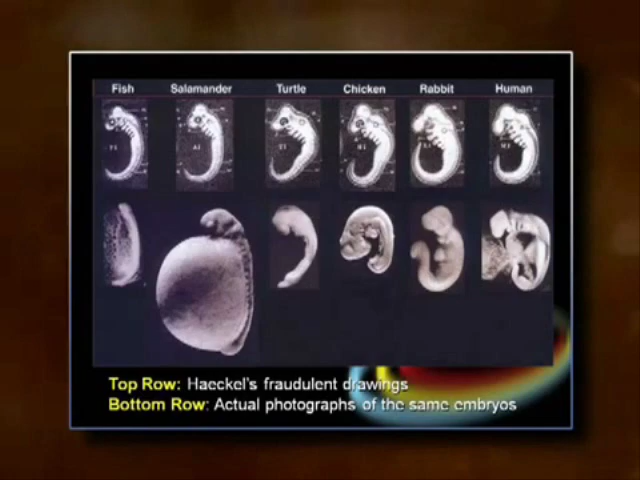 Fish Salamander Turtle Chicken Rabbit Human
Top Row: Haeckel's fraudulent drawings
Bottom Row: Actual photographs of the same embryos